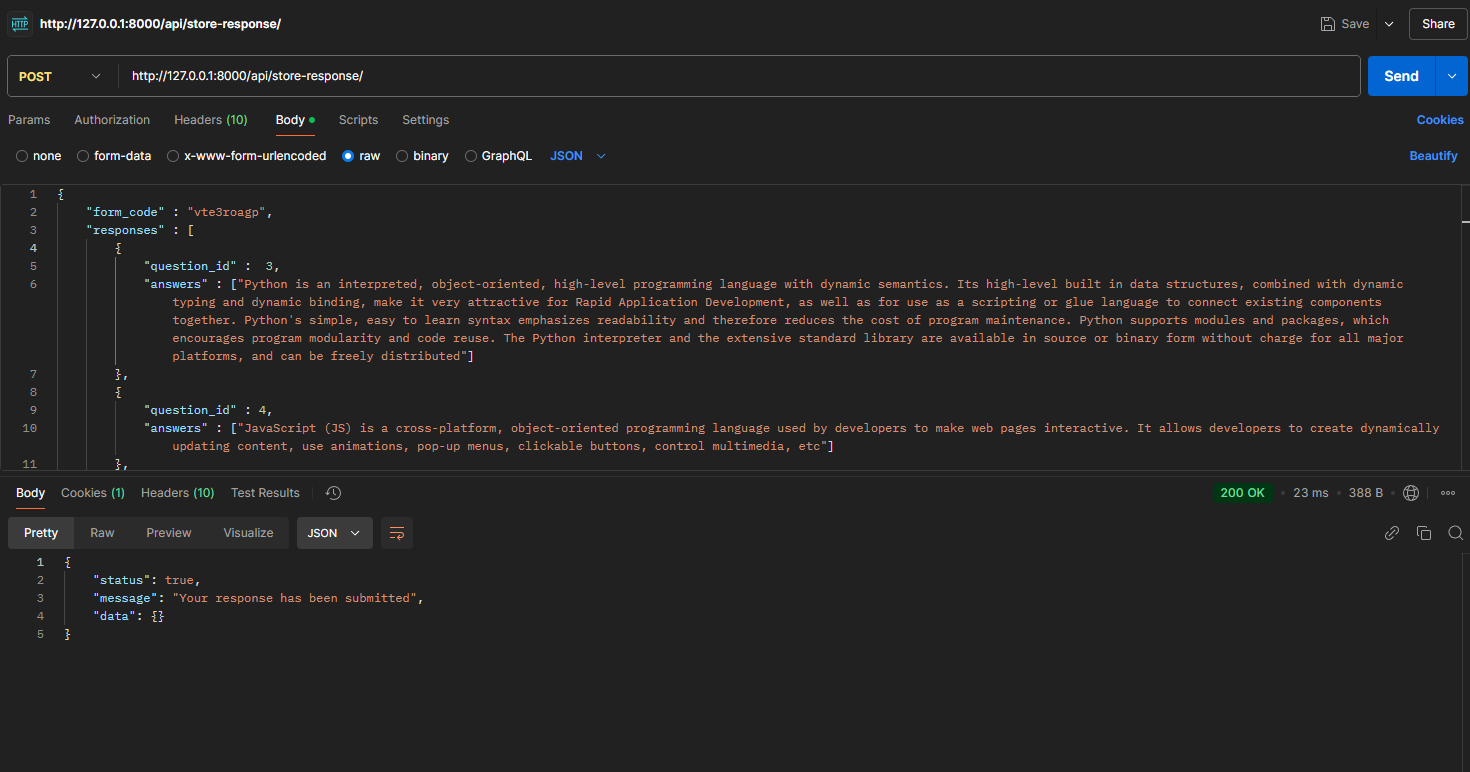 HTTP http://127.0.0.1:8000/api/store-response/ Save Share
POST http://127.0.0.1:8000/api/store-response/ Send
Params Authorization Headers (10) Body Scripts Settings Cookies
none form-data x-www-form-urlencoded raw binary GraphQL JSON Beautify
1 {
2 "form_code" : "vte3roagp",
3 "responses" : [
4 {
5 "question_id" :  3,
6 "answers" : ["Python is an interpreted, object-oriented, high-level programming language with dynamic semantics. Its high-level built in data structures, combined with dynamic
typing and dynamic binding, make it very attractive for Rapid Application Development, as well as for use as a scripting or glue language to connect existing components
together. Python's simple, easy to learn syntax emphasizes readability and therefore reduces the cost of program maintenance. Python supports modules and packages, which
encourages program modularity and code reuse. The Python interpreter and the extensive standard library are available in source or binary form without charge for all major
platforms, and can be freely distributed"]
7 },
8 {
9 "question_id" : 4,
10 "answers" : ["JavaScript (JS) is a cross-platform, object-oriented programming language used by developers to make web pages interactive. It allows developers to create dynamically
updating content, use animations, pop-up menus, clickable buttons, control multimedia, etc"]
11 },
Body Cookies (1) Headers (10) Test Results 200 OK • 23 ms • 388 B •
Pretty Raw Preview Visualize JSON
1 {
2 "status": true,
3 "message": "Your response has been submitted",
4 "data": {}
5 }